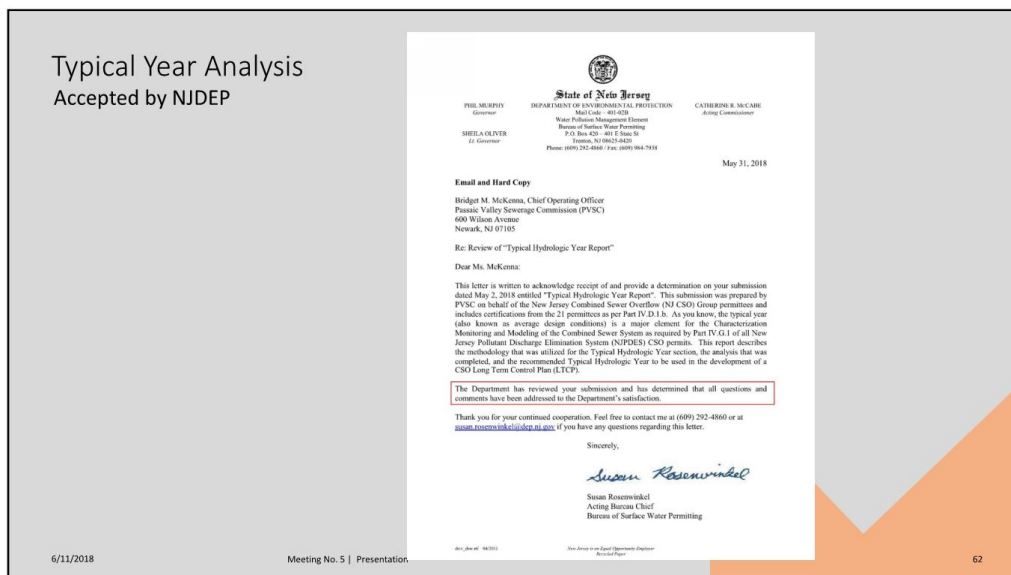 Typical Year Analysis
Accepted by NJDEP
State of New Jersey
PHIL MURPHY
Governor
SHEILA OLIVER
Lt. Governor
DEPARTMENT OF ENVIRONMENTAL PROTECTION
Mail Code – 401-02B
Water Pollution Management Element
Bureau of Surface Water Permitting
P.O. Box 420 – 401 E State St
Trenton, NJ 08625-0420
Phone: (609) 292-4860 / Fax: (609) 984-7938
CATHERINE R. McCABE
Acting Commissioner
May 31, 2018
Email and Hard Copy
Bridget M. McKenna, Chief Operating Officer
Passaic Valley Sewerage Commission (PVSC)
600 Wilson Avenue
Newark, NJ 07105
Re: Review of "Typical Hydrologic Year Report"
Dear Ms. McKenna:
This letter is written to acknowledge receipt of and provide a determination on your submission
dated May 2, 2018 entitled "Typical Hydrologic Year Report". This submission was prepared by
PVSC on behalf of the New Jersey Combined Sewer Overflow (NJ CSO) Group permittees and
includes certifications from the 21 permittees as per Part IV.D.1.b. As you know, the typical year
(also known as average design conditions) is a major element for the Characterization
Monitoring and Modeling of the Combined Sewer System as required by Part IV.G.1 of all New
Jersey Pollutant Discharge Elimination System (NJPDES) CSO permits. This report describes
the methodology that was utilized for the Typical Hydrologic Year section, the analysis that was
completed, and the recommended Typical Hydrologic Year to be used in the development of a
CSO Long Term Control Plan (LTCP).
The Department has reviewed your submission and has determined that all questions and
comments have been addressed to the Department's satisfaction.
Thank you for your continued cooperation. Feel free to contact me at (609) 292-4860 or at
susan.rosenwinkel@dep.nj.gov if you have any questions regarding this letter.
Sincerely,
Susan Rosenwinkel
Susan Rosenwinkel
Acting Bureau Chief
Bureau of Surface Water Permitting
New Jersey is an Equal Opportunity Employer
Recycled Paper
6/11/2018
Meeting No. 5 | Presentation
62